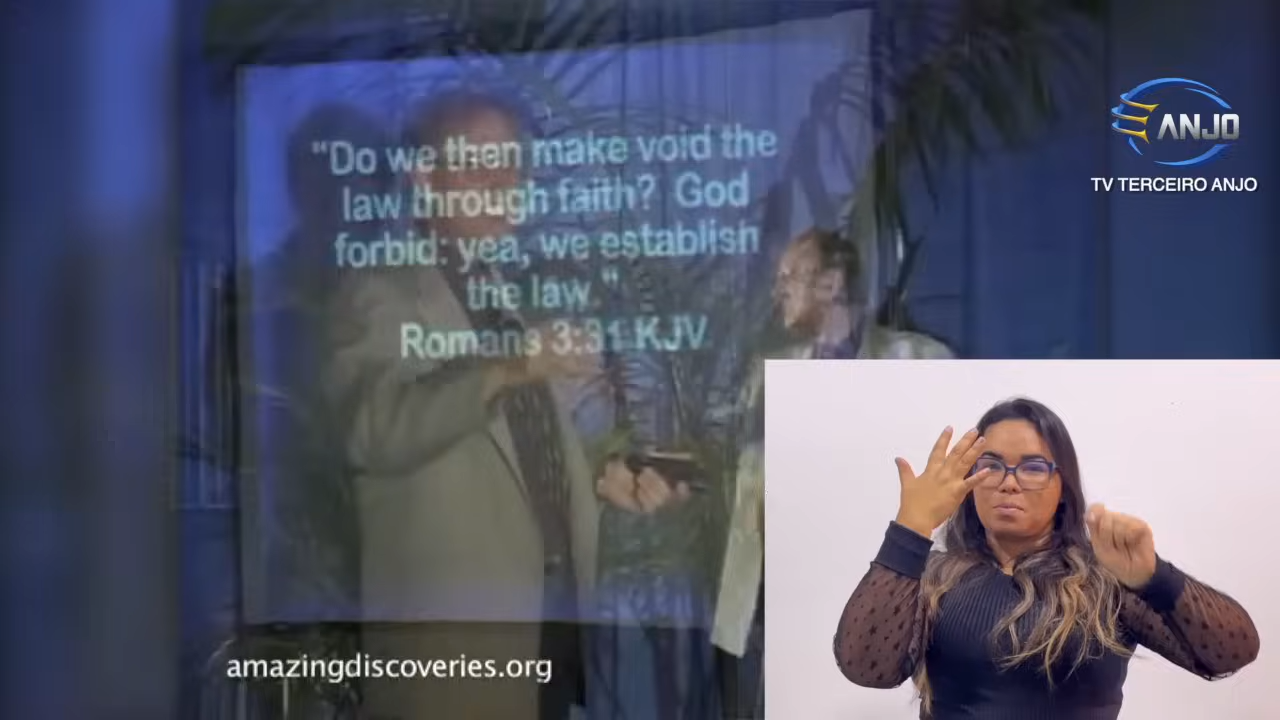 "Do we then make void the
law through faith? God
forbid: yea, we establish
the law."
Romans 3:31 KJV
ANJO
TV TERCEIRO ANJO
amazingdiscoveries.org